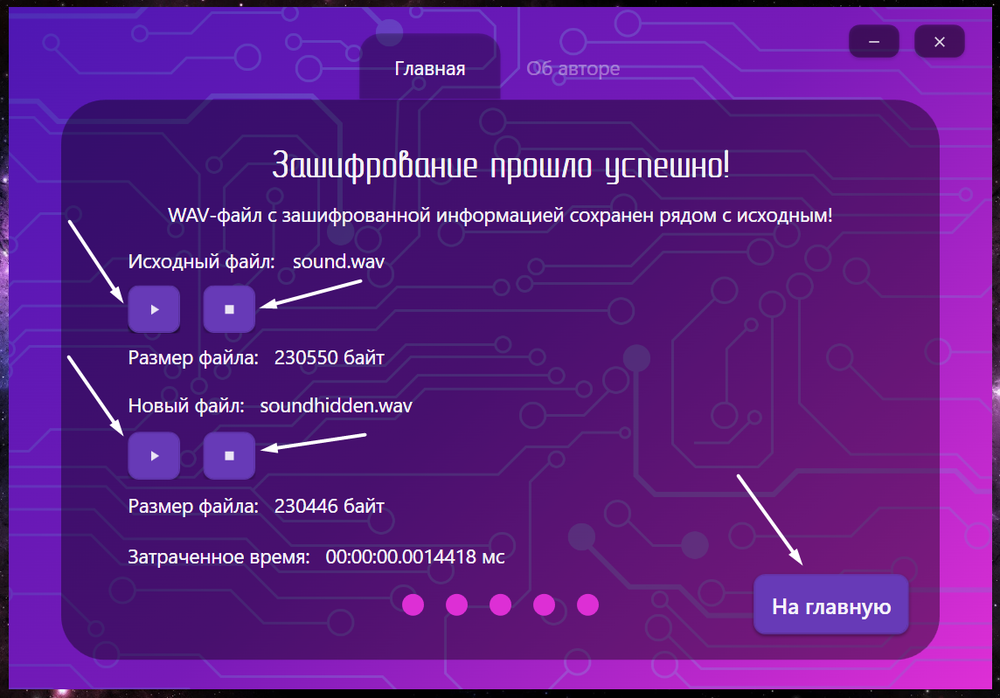 Главная
Об авторе
Зашифрование прошло успешно!
WAV-файл с зашифрованной информацией сохранен рядом с исходным!
Исходный файл: sound.wav
Размер файла: 230550 байт
Новый файл: soundhidden.wav
Размер файла: 230446 байт
Затраченное время: 00:00:00.0014418 мс
На главную